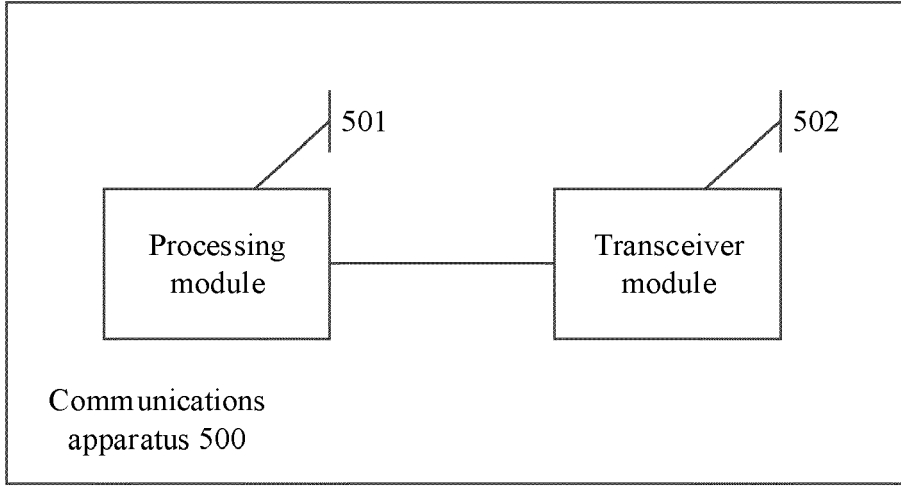 501
502
Processing
module
Transceiver
module
Communications
apparatus 500